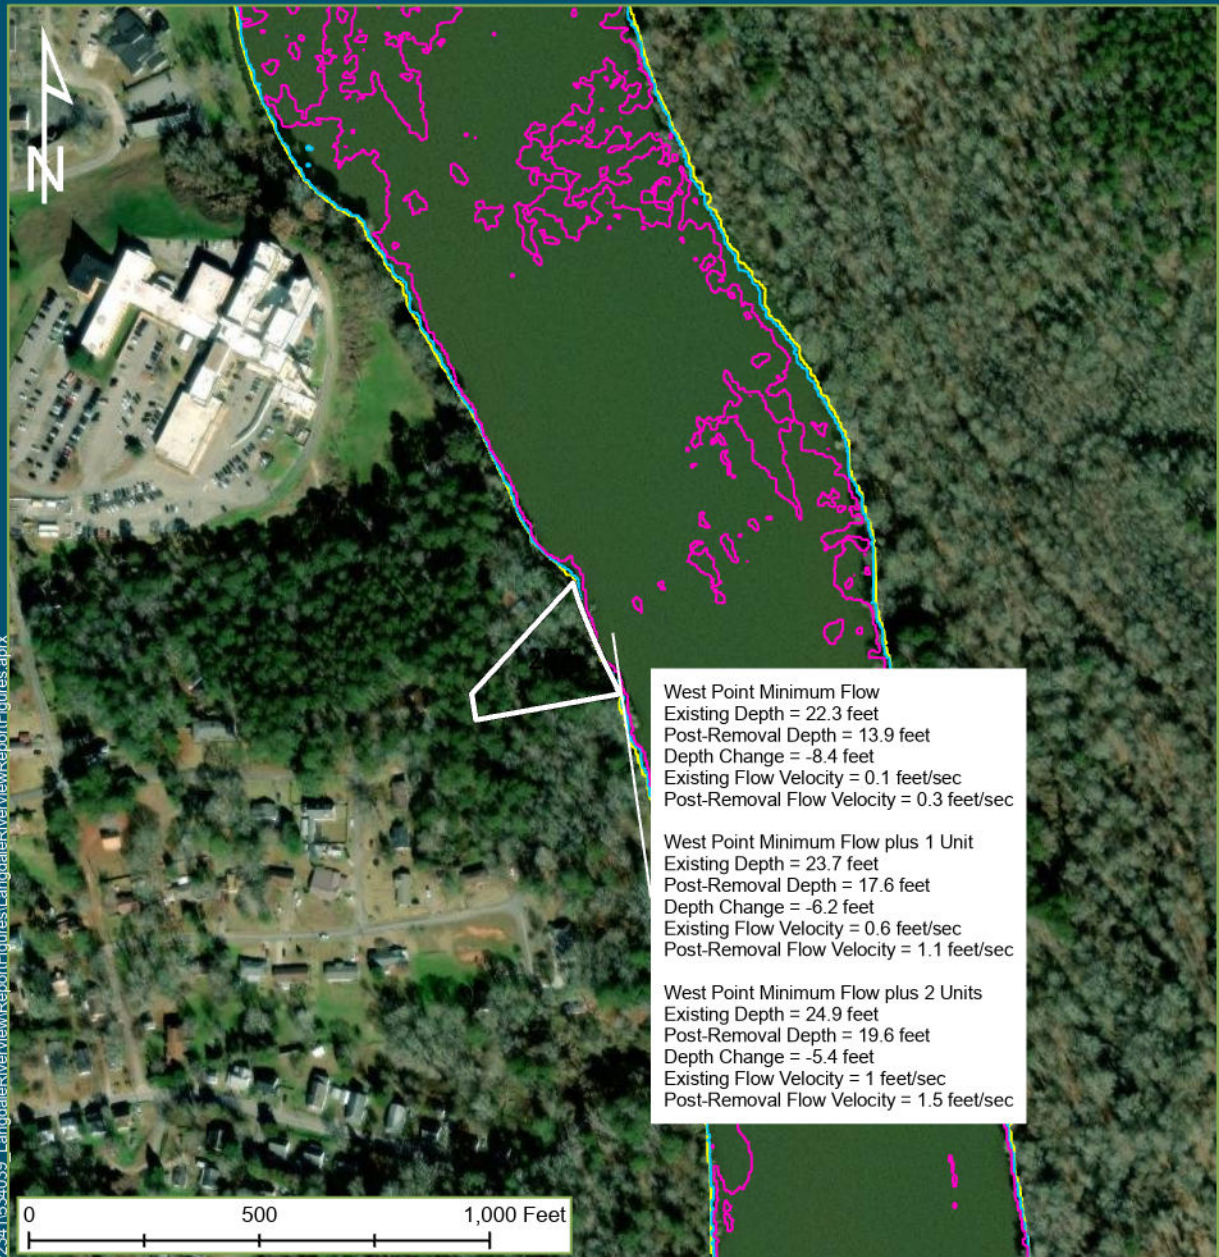 N
West Point Minimum Flow
Existing Depth = 22.3 feet
Post-Removal Depth = 13.9 feet
Depth Change = -8.4 feet
Existing Flow Velocity = 0.1 feet/sec
Post-Removal Flow Velocity = 0.3 feet/sec
West Point Minimum Flow plus 1 Unit
Existing Depth = 23.7 feet
Post-Removal Depth = 17.6 feet
Depth Change = -6.2 feet
Existing Flow Velocity = 0.6 feet/sec
Post-Removal Flow Velocity = 1.1 feet/sec
West Point Minimum Flow plus 2 Units
Existing Depth = 24.9 feet
Post-Removal Depth = 19.6 feet
Depth Change = -5.4 feet
Existing Flow Velocity = 1 feet/sec
Post-Removal Flow Velocity = 1.5 feet/sec
0 500 1,000 Feet